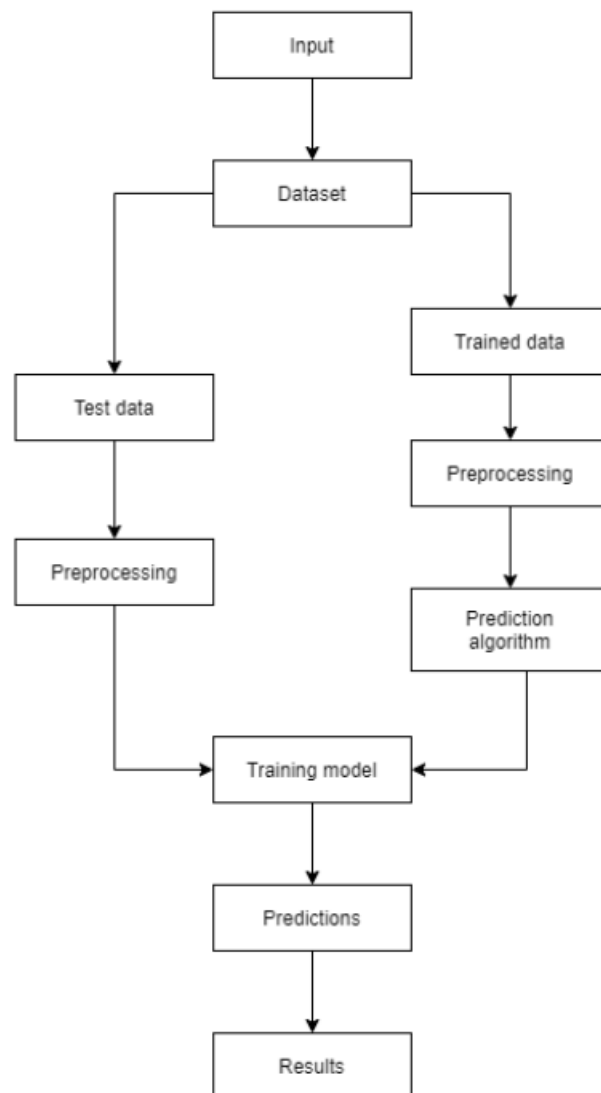 Input
Dataset
Trained data
Test data
Preprocessing
Preprocessing
Prediction
algorithm
Training model
Predictions
Results